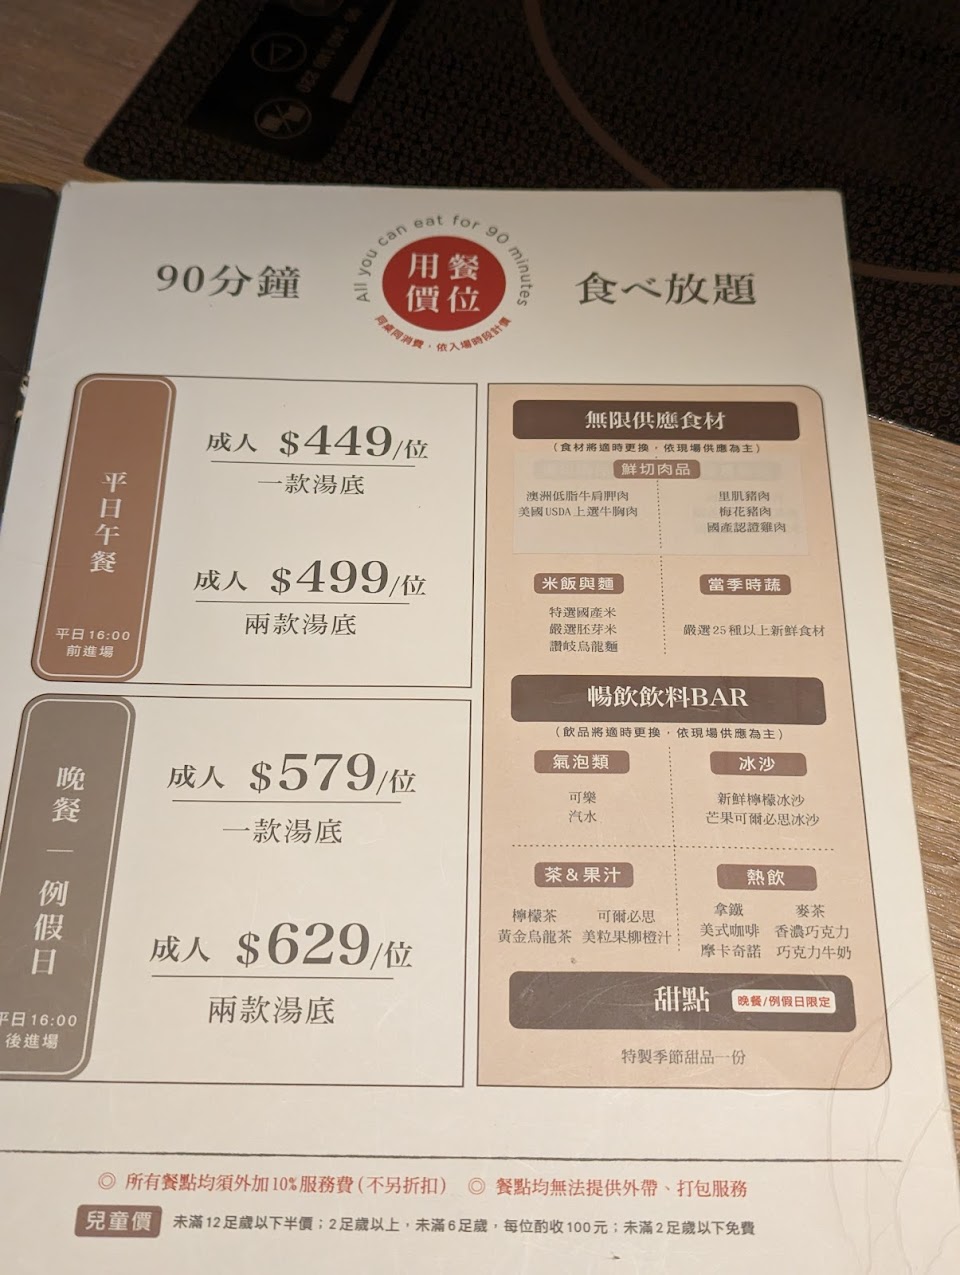 All you can eat for 90 minutes
90分鐘
用餐
價位
食べ放題
同桌同消費・依入場時段計價
平日午餐
平日16:00
前進場
成人 $449/位
一款湯底
成人 $499/位
兩款湯底
晚餐｜例假日
平日16:00
後進場
成人 $579/位
一款湯底
成人 $629/位
兩款湯底
無限供應食材
(食材將適時更換，依現場供應為主)
鮮切肉品
澳洲低脂牛肩胛肉
美國USDA上選牛胸肉
里肌豬肉
梅花豬肉
國產認證雞肉
米飯與麵
特選國產米
嚴選胚芽米
讚岐烏龍麵
當季時蔬
嚴選25種以上新鮮食材
暢飲飲料BAR
(飲品將適時更換，依現場供應為主)
氣泡類
可樂
汽水
冰沙
新鮮檸檬冰沙
芒果可爾必思冰沙
茶&果汁
檸檬茶 可爾必思
黃金烏龍茶 美粒果柳橙汁
熱飲
拿鐵 麥茶
美式咖啡 香濃巧克力
摩卡奇諾 巧克力牛奶
甜點 晚餐/例假日限定
特製季節甜品一份
◎ 所有餐點均須外加10%服務費(不另折扣) ◎ 餐點均無法提供外帶、打包服務
兒童價 未滿12足歲以下半價；2足歲以上，未滿6足歲，每位酌收100元；未滿2足歲以下免費